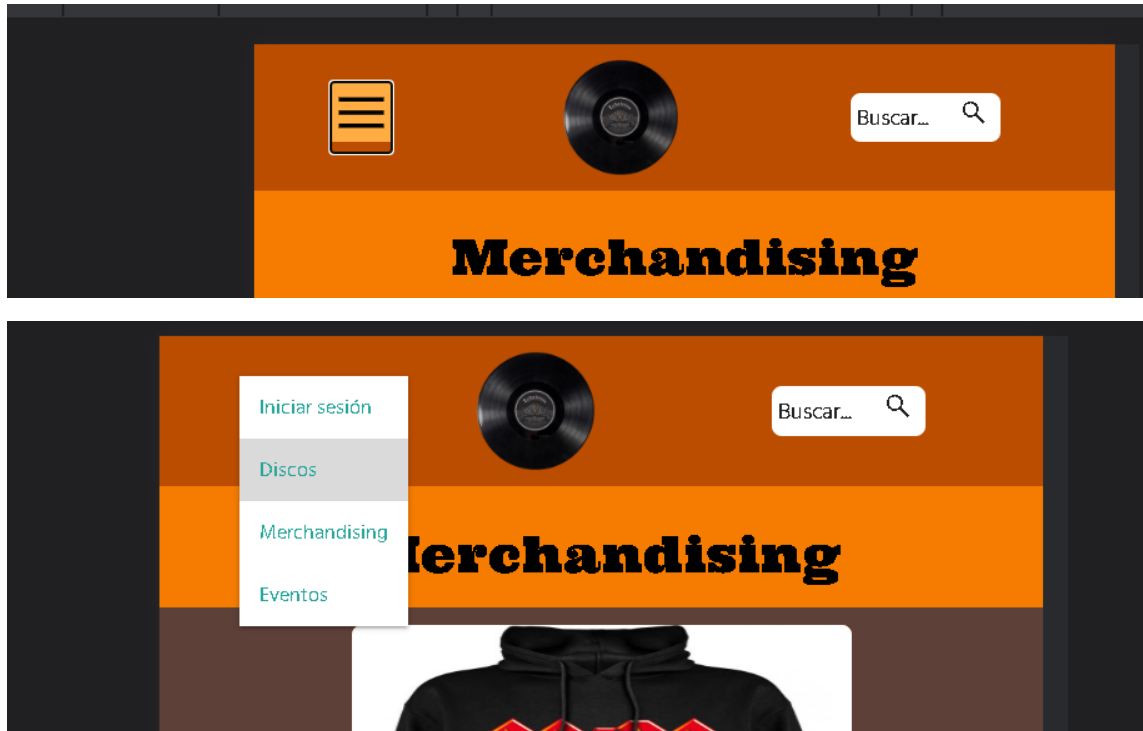 Buscar...
Merchandising
Iniciar sesión
Discos
Merchandising
Eventos
Buscar...
Merchandising